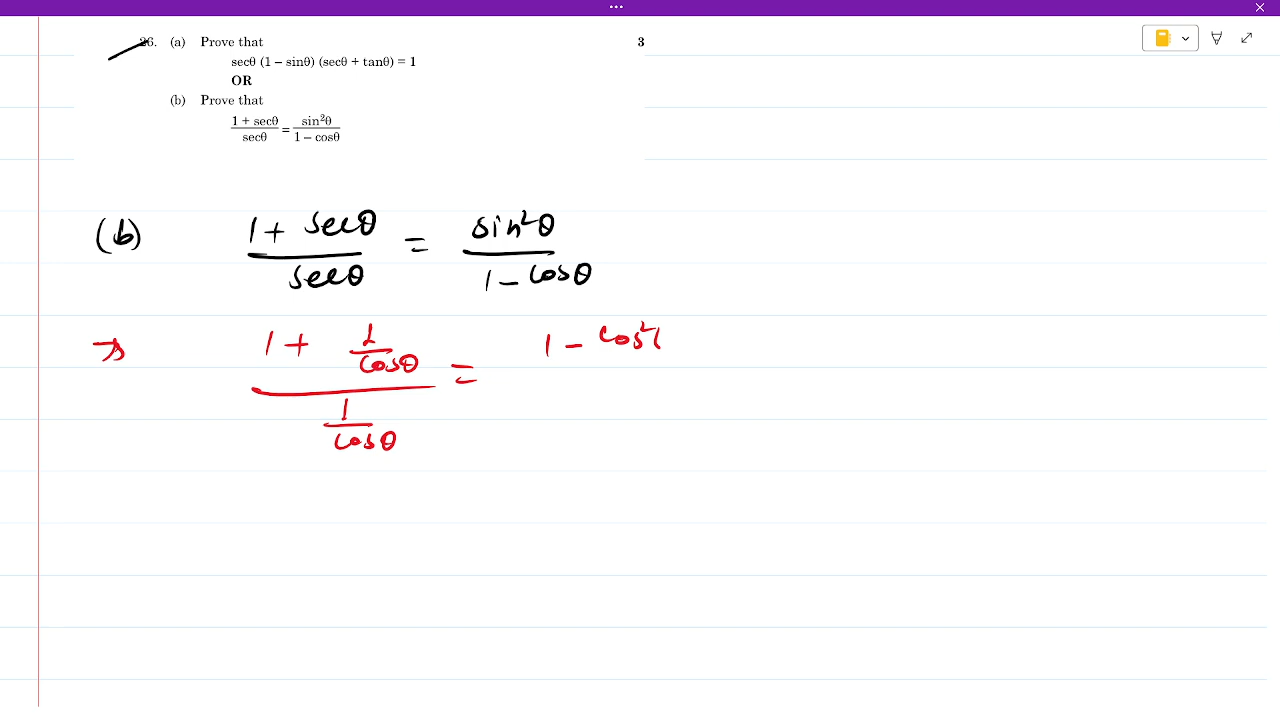 26. (a) Prove that 3
secθ (1 – sinθ) (secθ + tanθ) = 1
OR
(b) Prove that
1 + secθ / secθ = sin²θ / 1 – cosθ
(b) 1 + secθ / secθ = sin²θ / 1 - cosθ
⇒ 1 + 1/cosθ / 1/cosθ = 1 - cos²